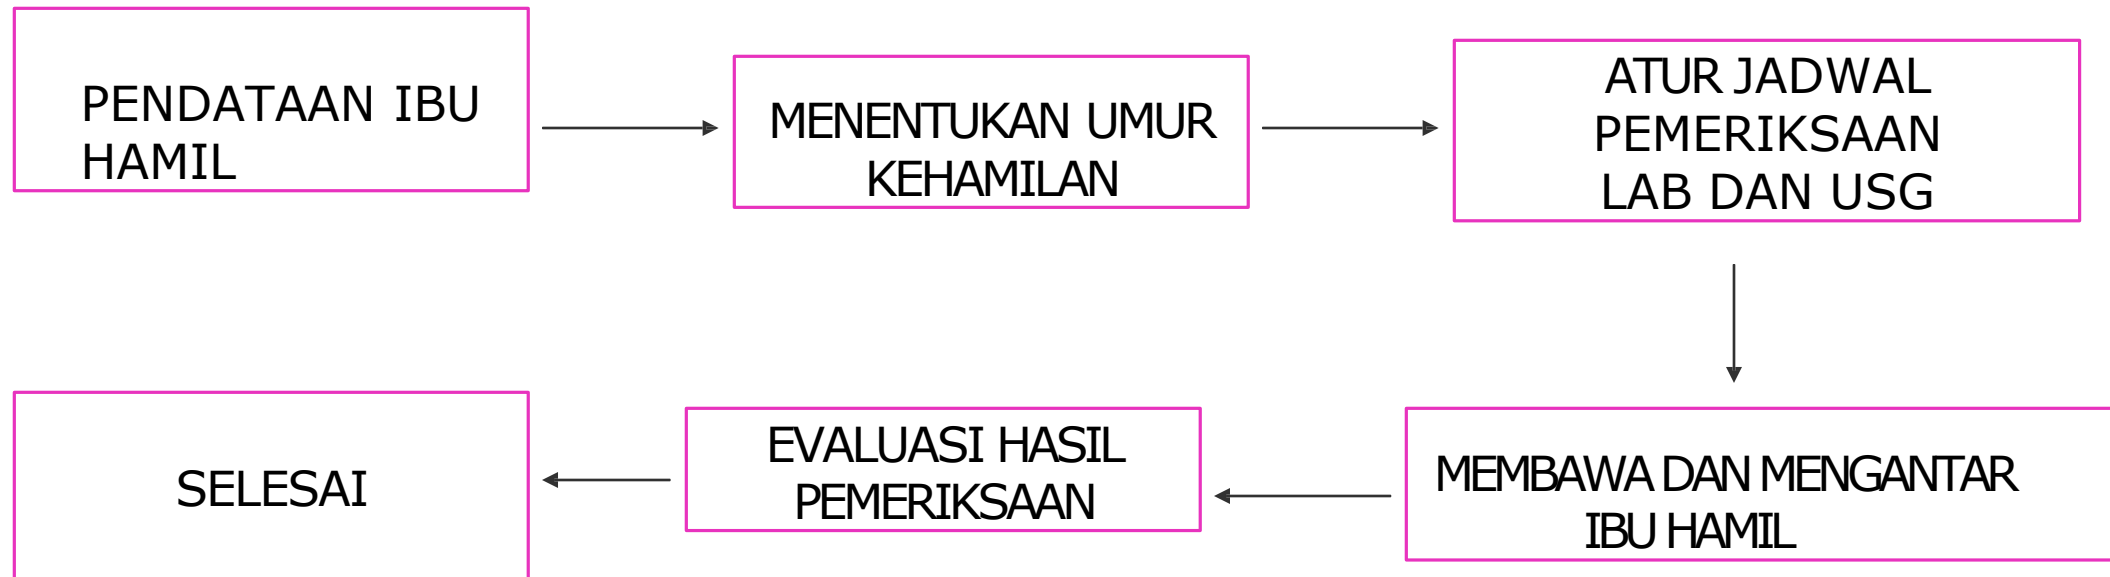 PENDATAAN IBU
HAMIL
MENENTUKAN UMUR
KEHAMILAN
ATUR JADWAL
PEMERIKSAAN
LAB DAN USG
MEMBAWA DAN MENGANTAR
IBU HAMIL
EVALUASI HASIL
PEMERIKSAAN
SELESAI